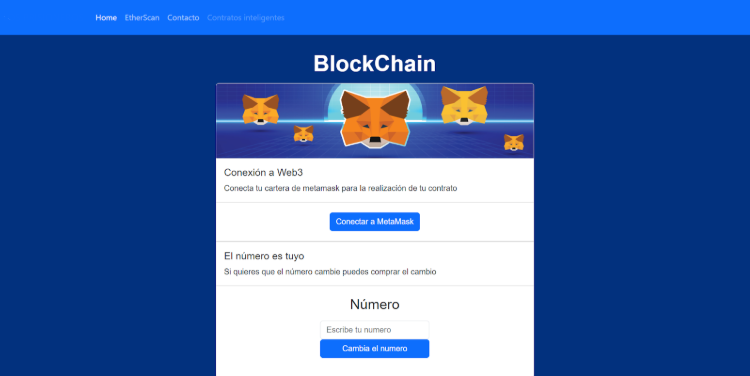 Home EtherScan Contacto Contratos inteligentes
BlockChain
Conexión a Web3
Conecta tu cartera de metamask para la realización de tu contrato
Conectar a MetaMask
El número es tuyo
Si quieres que el número cambie puedes comprar el cambio
Número
Escribe tu numero
Cambia el numero